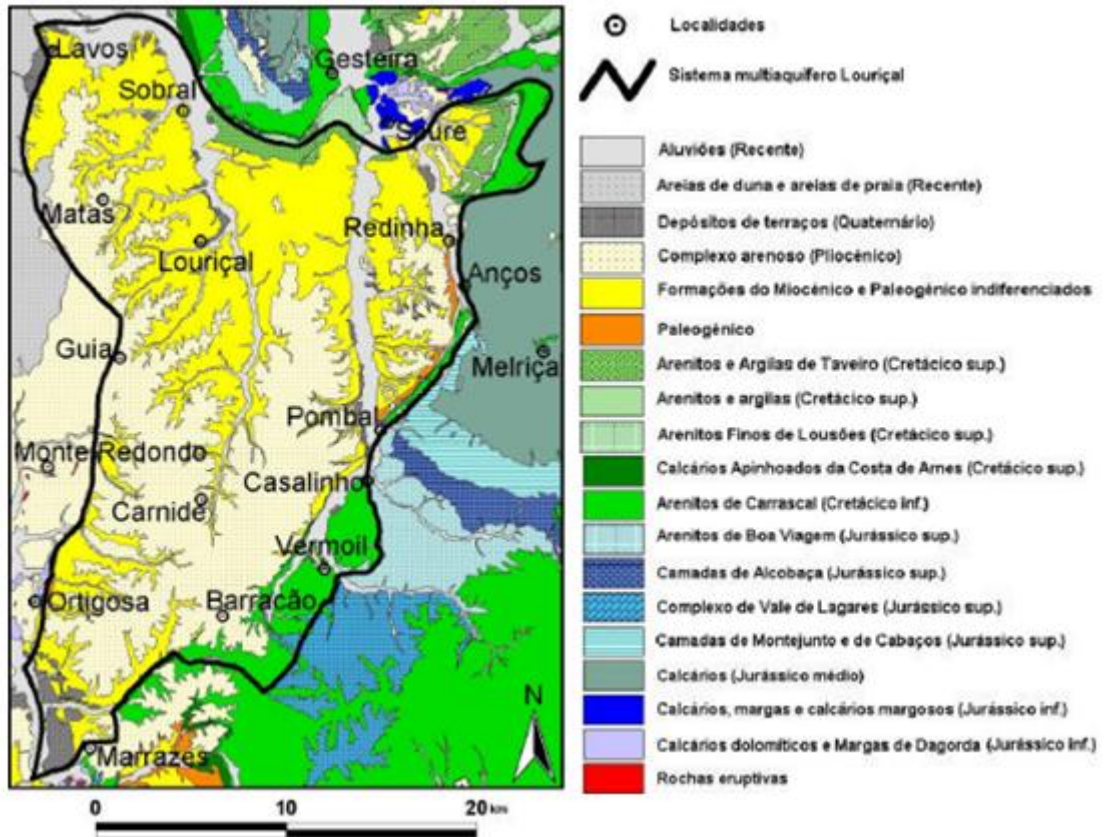 Lavos
Gesteira
Sobral
Soure
Matas
Redinha
Louriçal
Anços
Guia
Melriça
Pombal
Monte Redondo
Casalinho
Carnide
Vermoil
Ortigosa
Barracão
N
Marrazes
0 10 20 km
Localidades
Sistema multiaquífero Louriçal
Aluviões (Recente)
Areias de duna e areias de praia (Recente)
Depósitos de terraços (Quaternário)
Complexo arenoso (Pliocénico)
Formações do Miocénico e Paleogénico indiferenciados
Paleogénico
Arenitos e Argilas de Taveiro (Cretácico sup.)
Arenitos e argilas (Cretácico sup.)
Arenitos Finos de Lousões (Cretácico sup.)
Calcários Apinhoados da Costa de Arnes (Cretácico sup.)
Arenitos de Carrascal (Cretácico inf.)
Arenitos de Boa Viagem (Jurássico sup.)
Camadas de Alcobaça (Jurássico sup.)
Complexo de Vale de Lagares (Jurássico sup.)
Camadas de Montejunto e de Cabaços (Jurássico sup.)
Calcários (Jurássico médio)
Calcários, margas e calcários margosos (Jurássico inf.)
Calcários dolomíticos e Margas de Dagorda (Jurássico inf.)
Rochas eruptivas